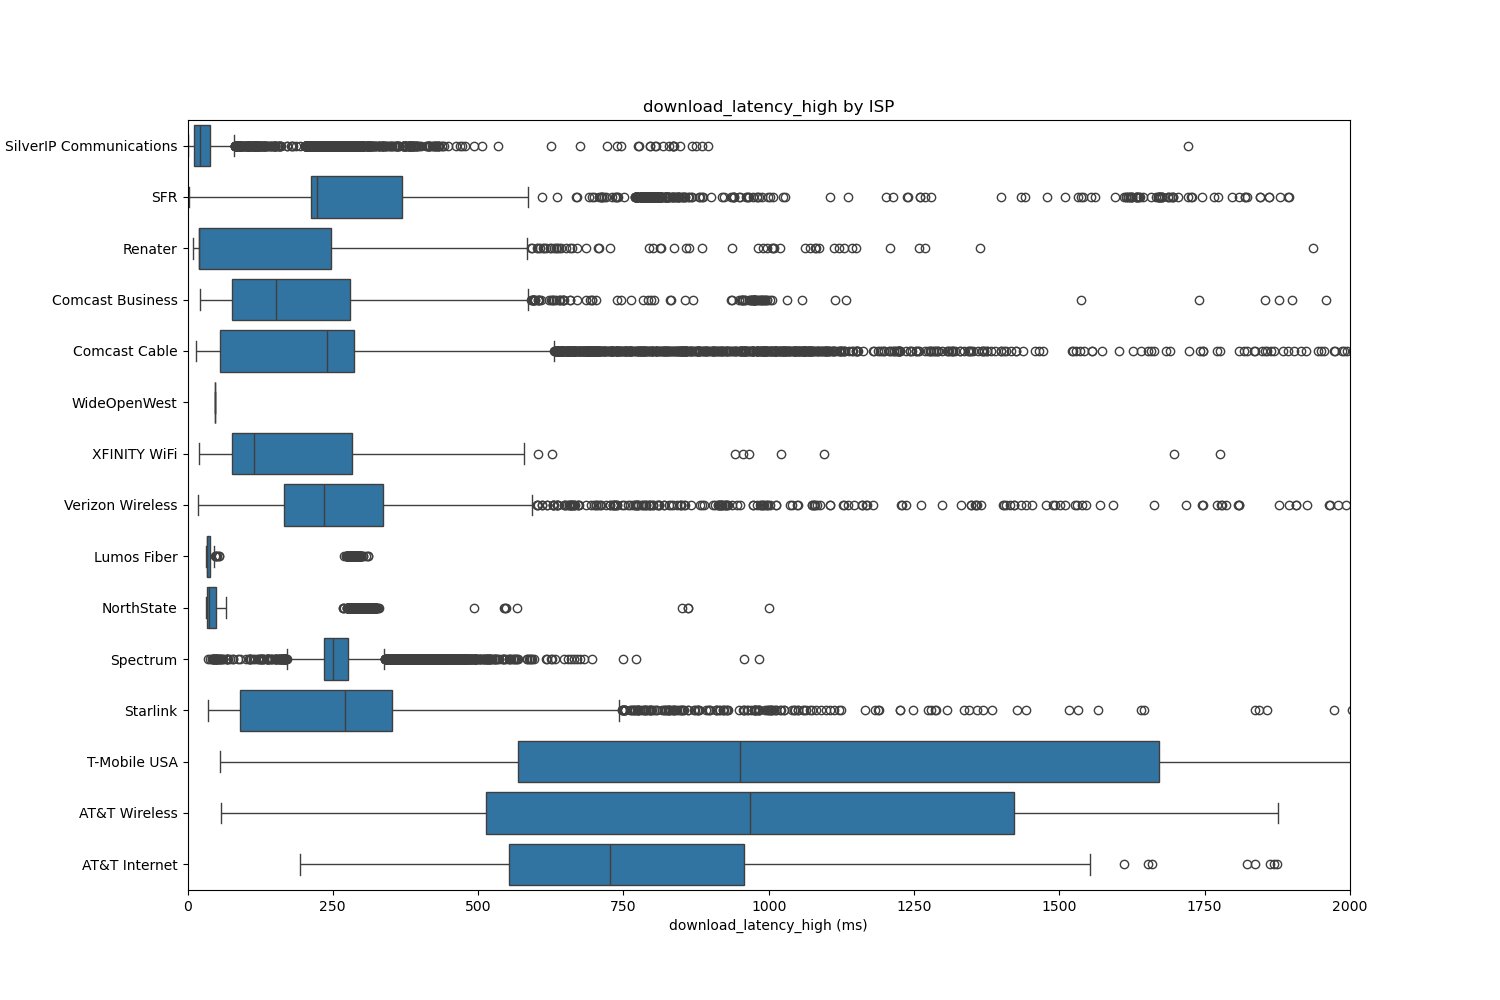 download_latency_high by ISP
SilverIP Communications
SFR
Renater
Comcast Business
Comcast Cable
WideOpenWest
XFINITY WiFi
Verizon Wireless
Lumos Fiber
NorthState
Spectrum
Starlink
T-Mobile USA
AT&T Wireless
AT&T Internet
0 250 500 750 1000 1250 1500 1750 2000
download_latency_high (ms)